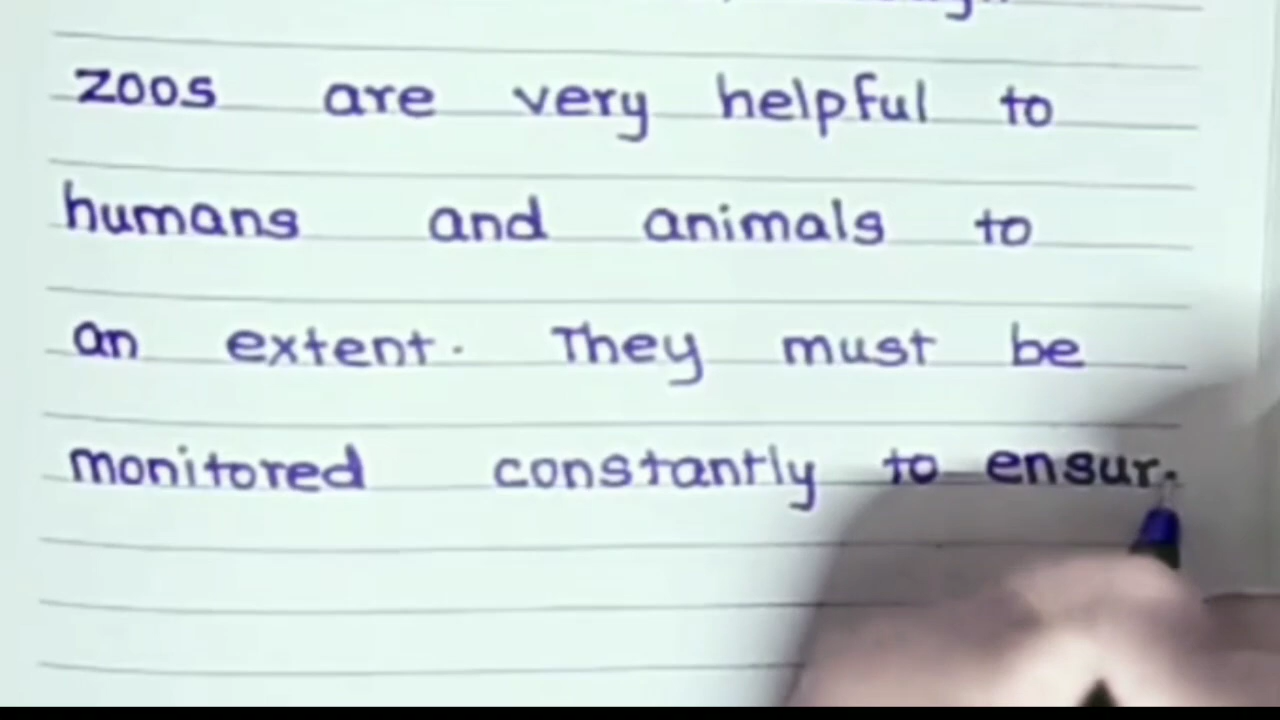 zoos are very helpful to
humans and animals to
an extent. They must be
monitored constantly to ensur